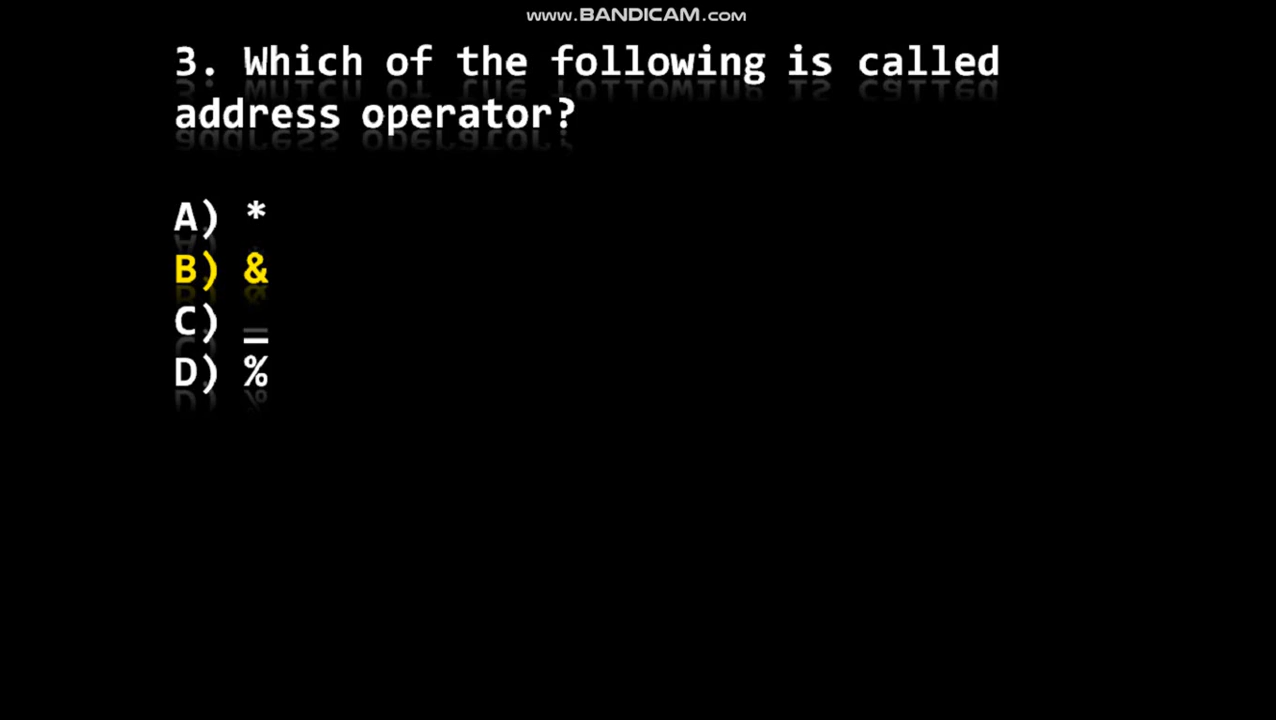 www.BANDICAM.com
3. Which of the following is called
address operator?
A) *
B) &
C) _
D) %